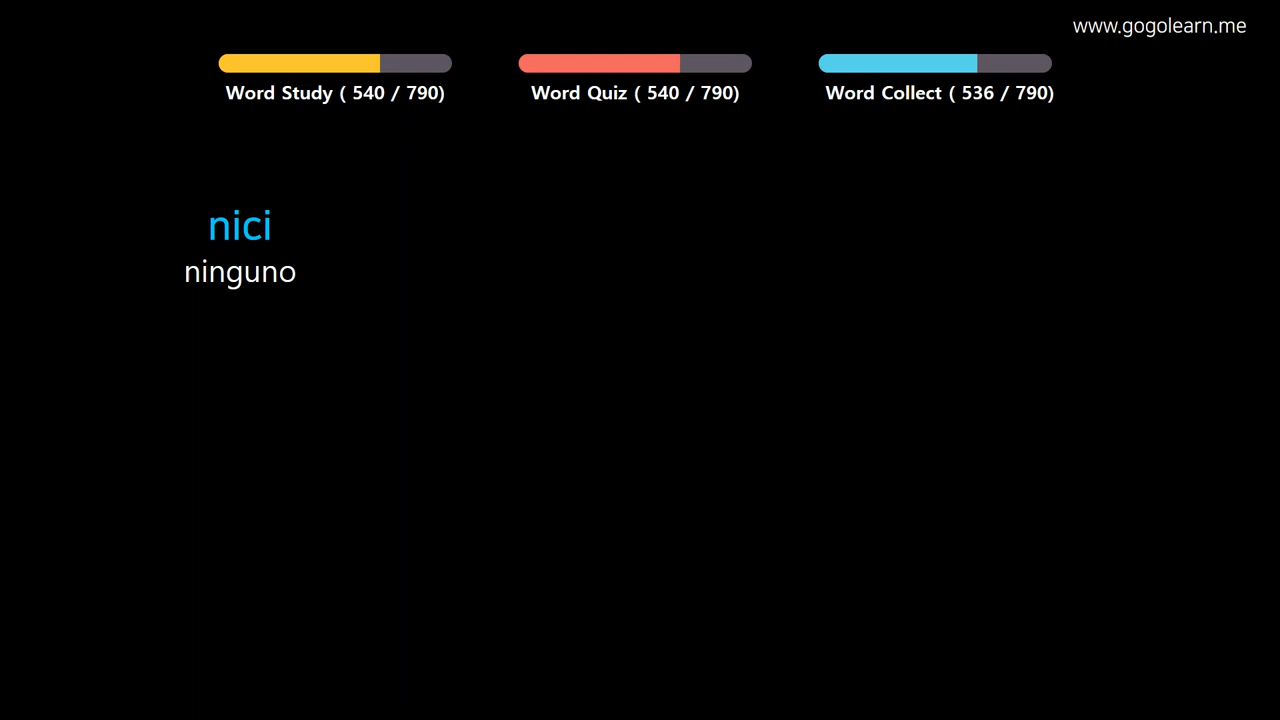 www.gogolearn.me
Word Study ( 540 / 790)
Word Quiz ( 540 / 790)
Word Collect ( 536 / 790)
nici
ninguno